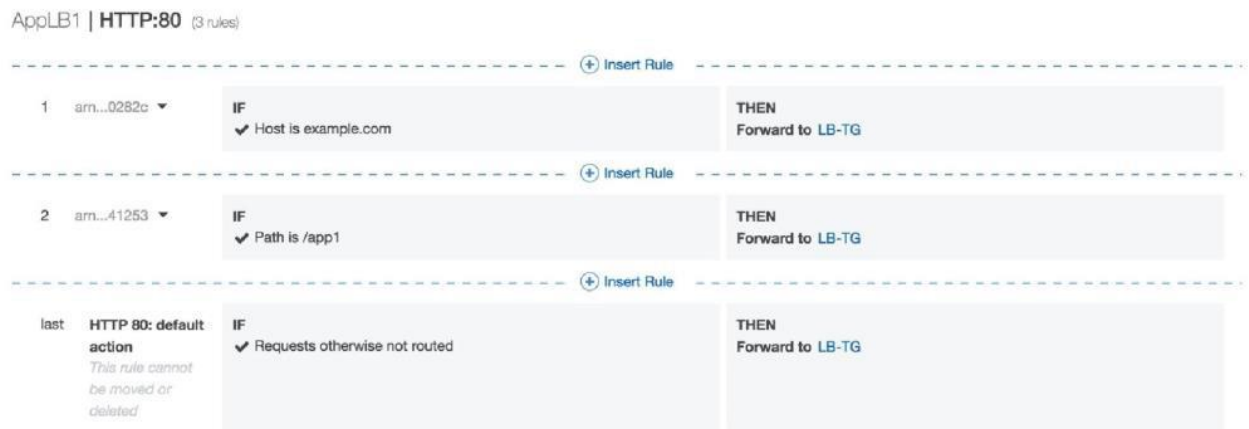 AppLB1 | HTTP:80 (3 rules)
Insert Rule
1 arn...0282c IF THEN
Host is example.com Forward to LB-TG
Insert Rule
2 arn...41253 IF THEN
Path is /app1 Forward to LB-TG
Insert Rule
last HTTP 80: default IF THEN
action Requests otherwise not routed Forward to LB-TG
This rule cannot
be moved or
deleted